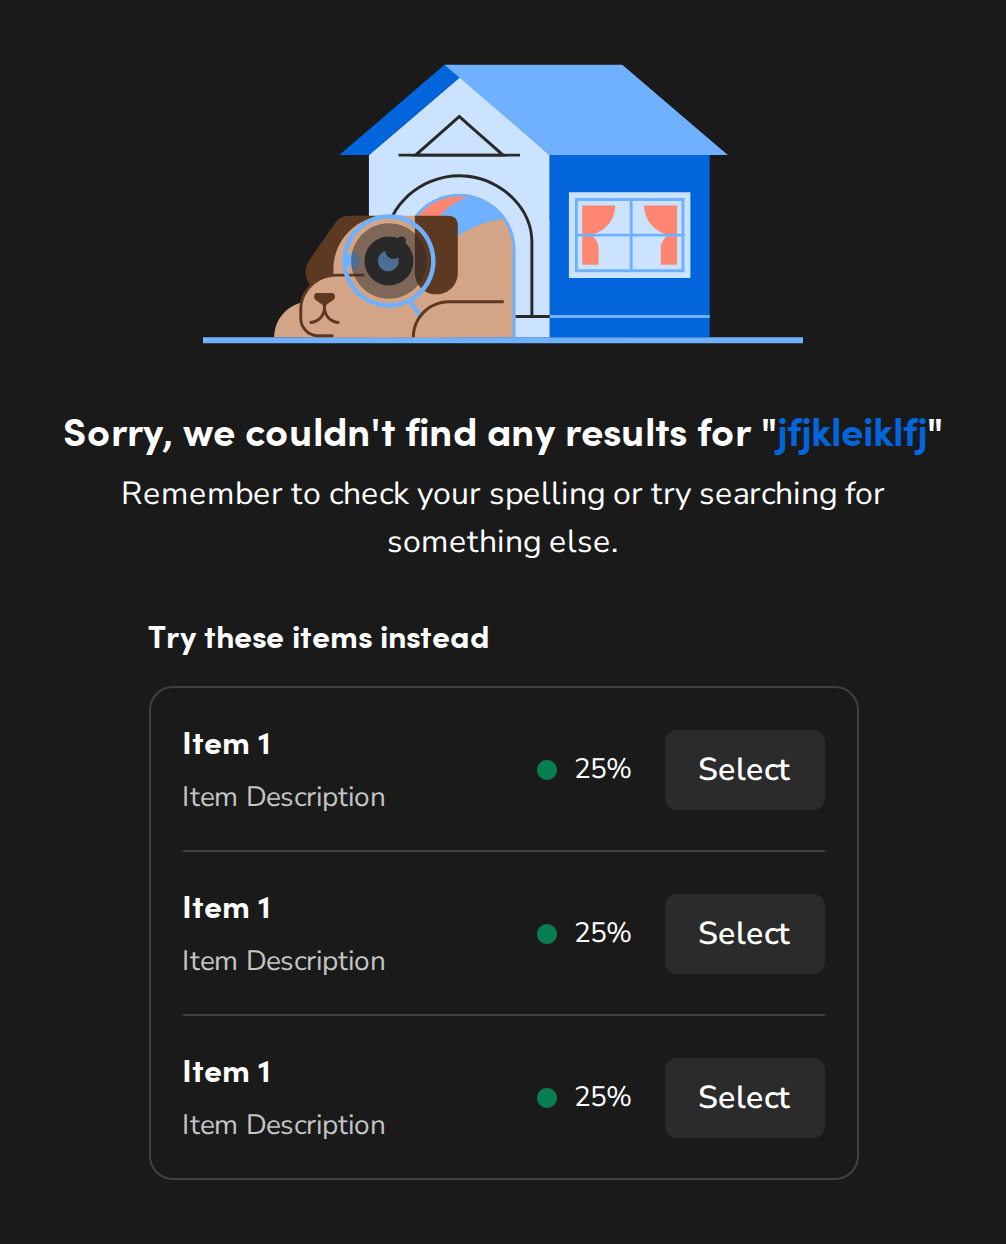 Sorry, we couldn't find any results for "jfjkleiklfj"
Remember to check your spelling or try searching for
something else.
Try these items instead
Item 1
Item Description
25%
Select
Item 1
Item Description
25%
Select
Item 1
Item Description
25%
Select